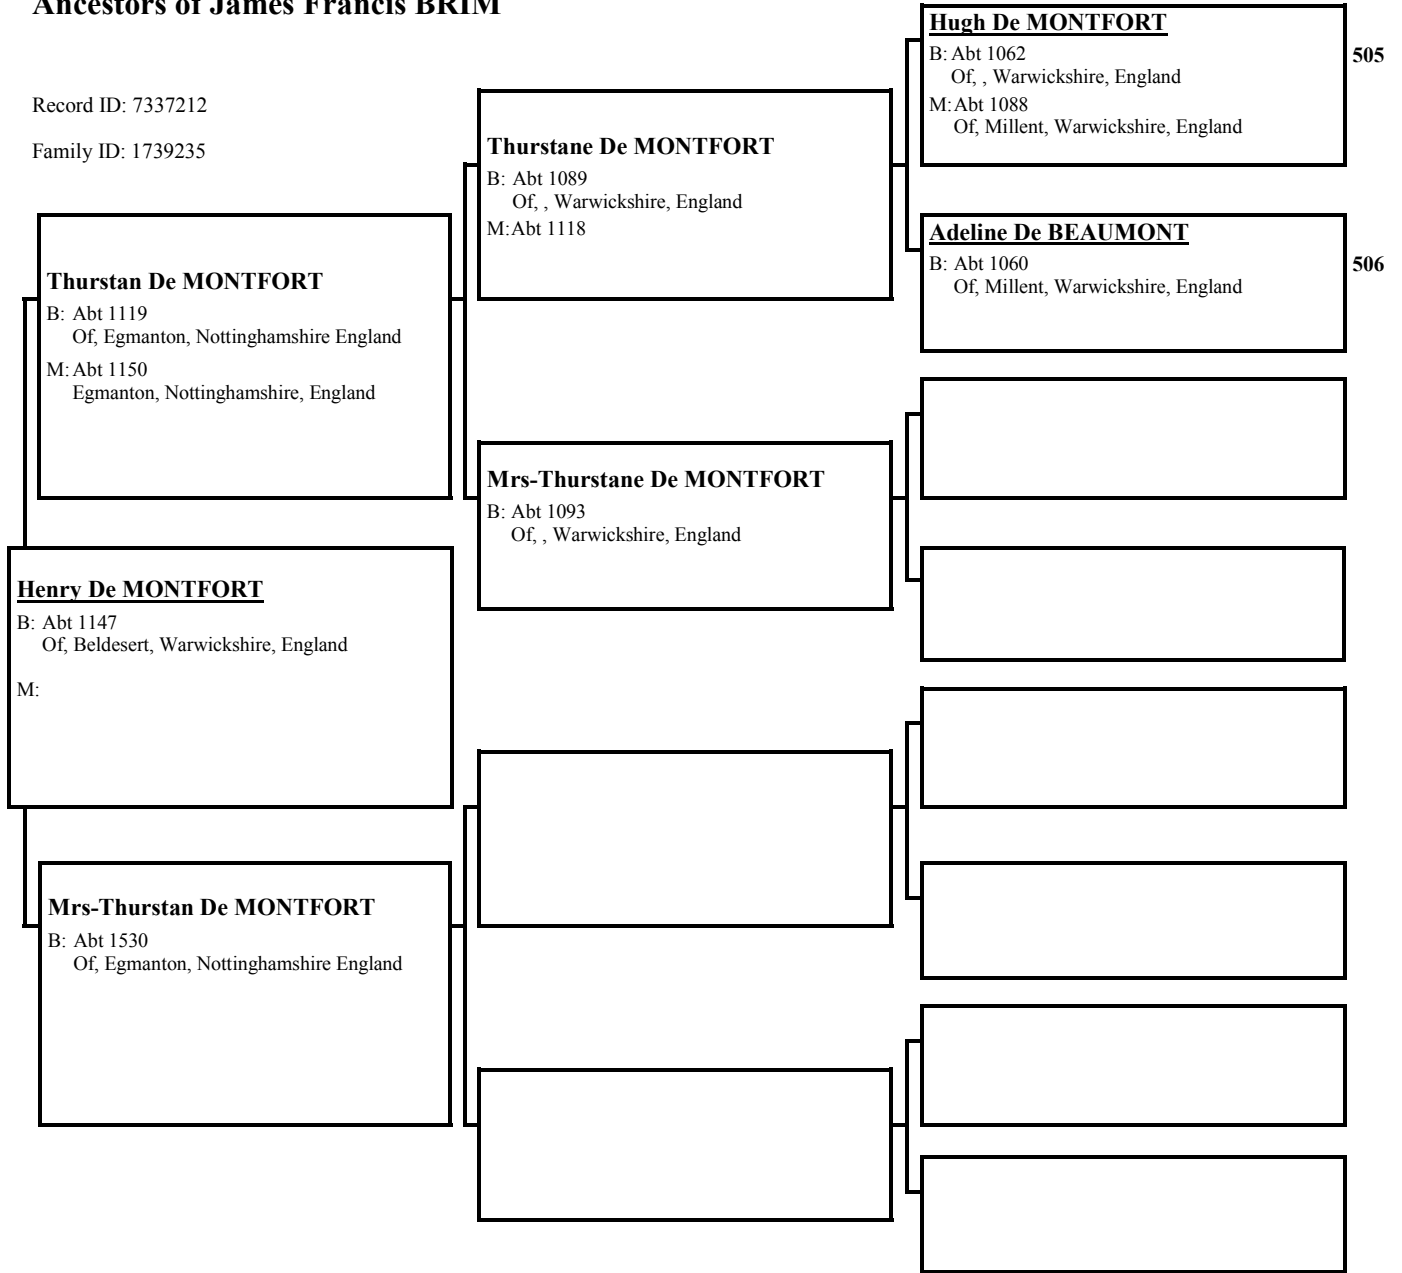 Ancestors of James Francis BRIM
Record ID: 7337212
Family ID: 1739235
Thurstan De MONTFORT
B: Abt 1119
Of, Egmanton, Nottinghamshire England
M: Abt 1150
Egmanton, Nottinghamshire, England
Henry De MONTFORT
B: Abt 1147
Of, Beldesert, Warwickshire, England
M:
Mrs-Thurstan De MONTFORT
B: Abt 1530
Of, Egmanton, Nottinghamshire England
Thurstane De MONTFORT
B: Abt 1089
Of, , Warwickshire, England
M: Abt 1118
Mrs-Thurstane De MONTFORT
B: Abt 1093
Of, , Warwickshire, England
Hugh De MONTFORT
B: Abt 1062
Of, , Warwickshire, England
M: Abt 1088
Of, Millent, Warwickshire, England
505
Adeline De BEAUMONT
B: Abt 1060
Of, Millent, Warwickshire, England
506